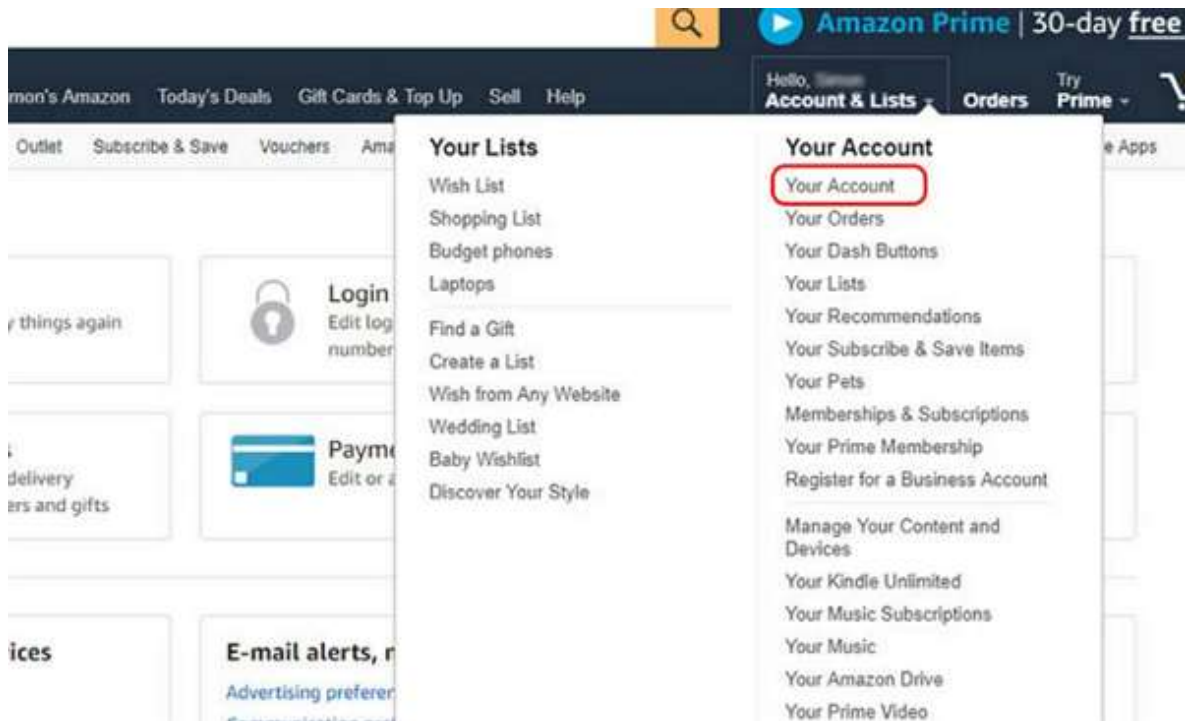 Amazon Prime | 30-day free
Hello,
mon's Amazon Today's Deals Gift Cards & Top Up Sell Help Account & Lists Orders Try Prime
Outlet Subscribe & Save Vouchers Ama
e Apps
Your Lists
Wish List
Shopping List
Budget phones
Laptops
Find a Gift
Create a List
Wish from Any Website
Wedding List
Baby Wishlist
Discover Your Style
Your Account
Your Account
Your Orders
Your Dash Buttons
Your Lists
Your Recommendations
Your Subscribe & Save Items
Your Pets
Memberships & Subscriptions
Your Prime Membership
Register for a Business Account
Manage Your Content and
Devices
Your Kindle Unlimited
Your Music Subscriptions
Your Music
Your Amazon Drive
Your Prime Video
y things again
Login
Edit log
number
delivery
ers and gifts
Payme
Edit or a
ices
E-mail alerts, n
Advertising preferen